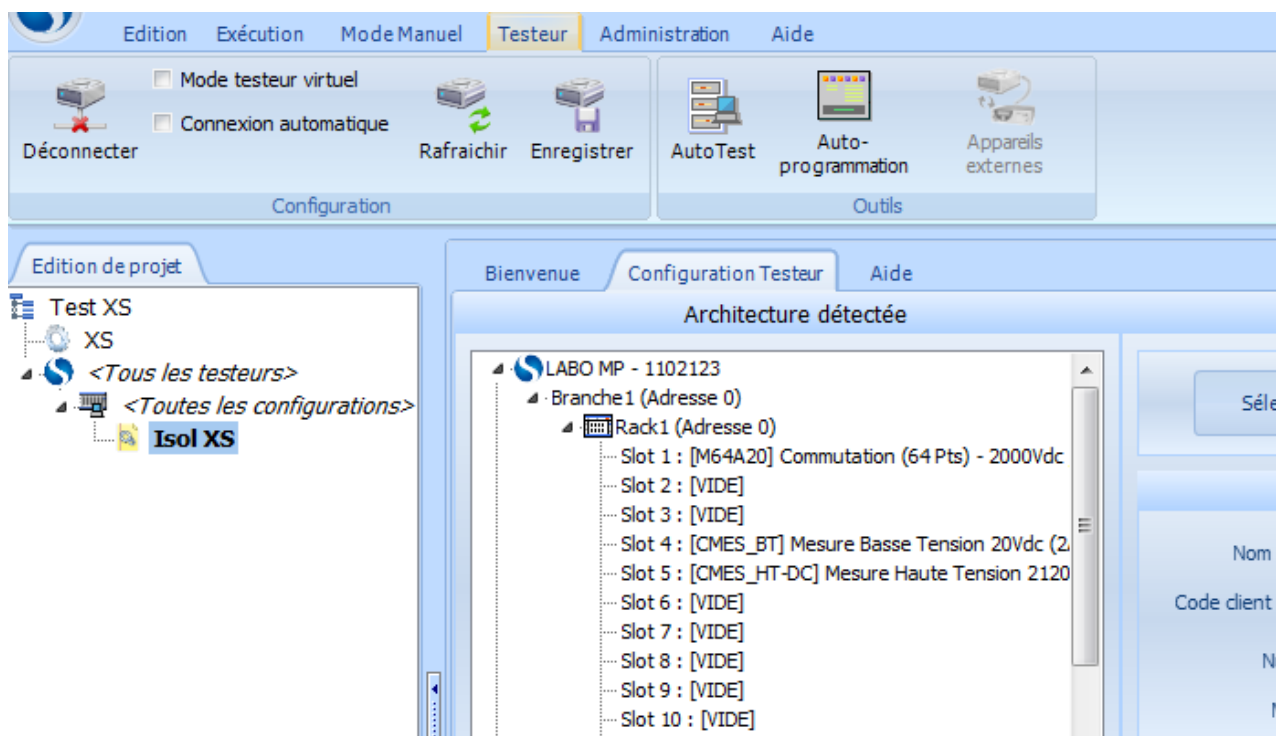 Edition Exécution Mode Manuel Testeur Administration Aide
Mode testeur virtuel
Connexion automatique
Déconnecter Rafraichir Enregistrer AutoTest Auto-programmation Appareils externes
Configuration Outils
Edition de projet
Test XS
XS
<Tous les testeurs>
<Toutes les configurations>
Isol XS
Bienvenue Configuration Testeur Aide
Architecture détectée
LABO MP - 1102123
Branche1 (Adresse 0)
Rack1 (Adresse 0)
Slot 1 : [M64A20] Commutation (64 Pts) - 2000Vdc
Slot 2 : [VIDE]
Slot 3 : [VIDE]
Slot 4 : [CMES_BT] Mesure Basse Tension 20Vdc (2
Slot 5 : [CMES_HT-DC] Mesure Haute Tension 2120
Slot 6 : [VIDE]
Slot 7 : [VIDE]
Slot 8 : [VIDE]
Slot 9 : [VIDE]
Slot 10 : [VIDE]
Séle
Nom
Code client